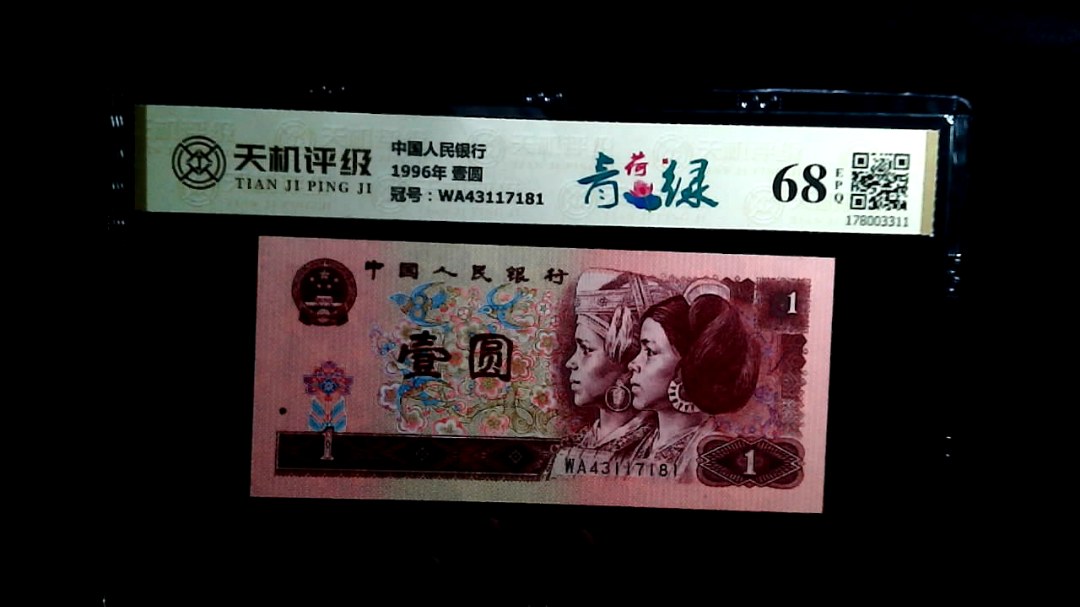 天机评级
TIAN JI PING JI
中国人民银行
1996年 壹圆
冠号：WA43117181
青荷绿
68
EPQ
178003311
中国人民银行
壹圆
1
1
WA43117181
1